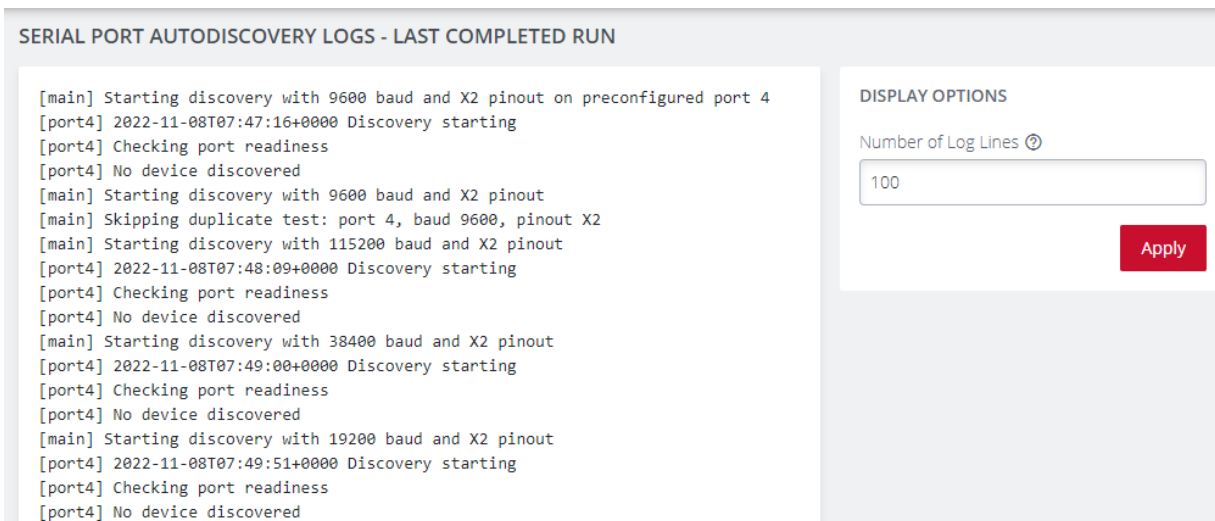 SERIAL PORT AUTODISCOVERY LOGS - LAST COMPLETED RUN
[main] Starting discovery with 9600 baud and X2 pinout on preconfigured port 4
[port4] 2022-11-08T07:47:16+0000 Discovery starting
[port4] Checking port readiness
[port4] No device discovered
[main] Starting discovery with 9600 baud and X2 pinout
[main] Skipping duplicate test: port 4, baud 9600, pinout X2
[main] Starting discovery with 115200 baud and X2 pinout
[port4] 2022-11-08T07:48:09+0000 Discovery starting
[port4] Checking port readiness
[port4] No device discovered
[main] Starting discovery with 38400 baud and X2 pinout
[port4] 2022-11-08T07:49:00+0000 Discovery starting
[port4] Checking port readiness
[port4] No device discovered
[main] Starting discovery with 19200 baud and X2 pinout
[port4] 2022-11-08T07:49:51+0000 Discovery starting
[port4] Checking port readiness
[port4] No device discovered
DISPLAY OPTIONS
Number of Log Lines ?
100
Apply